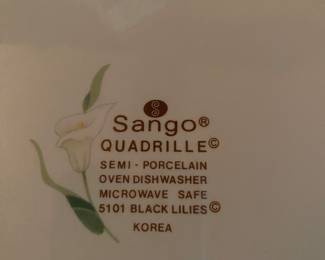 Sango®
QUADRILLE©
SEMI-PORCELAIN
OVEN DISHWASHER
MICROWAVE SAFE
5101 BLACK LILIES©
KOREA